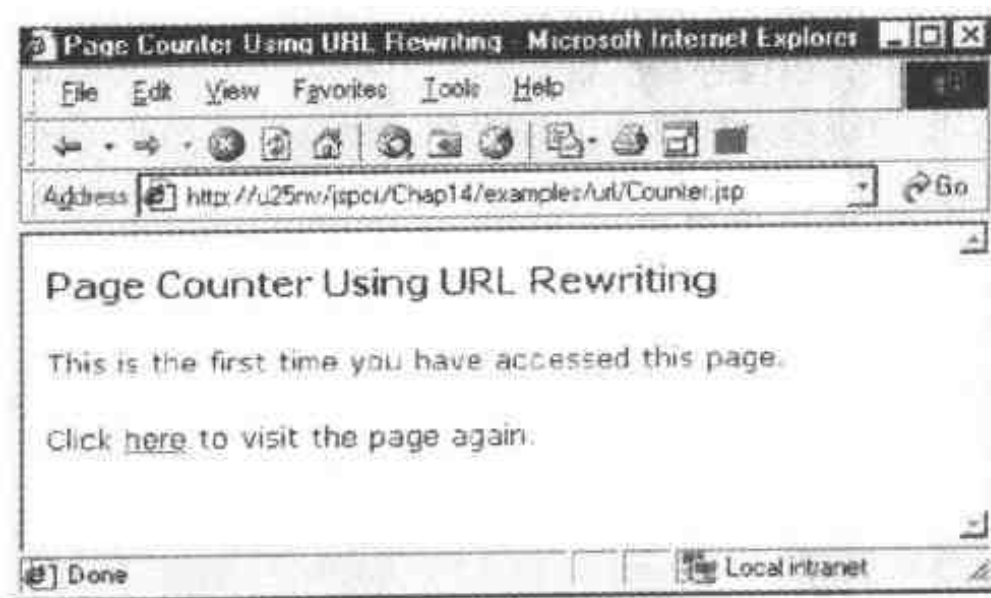 Page Counter Using URL Rewriting - Microsoft Internet Explorer
File Edit View Favorites Tools Help
Address http://u25nv/jspcr/Chap14/examples/url/Counter.jsp Go
Page Counter Using URL Rewriting
This is the first time you have accessed this page.
Click here to visit the page again.
Done Local intranet